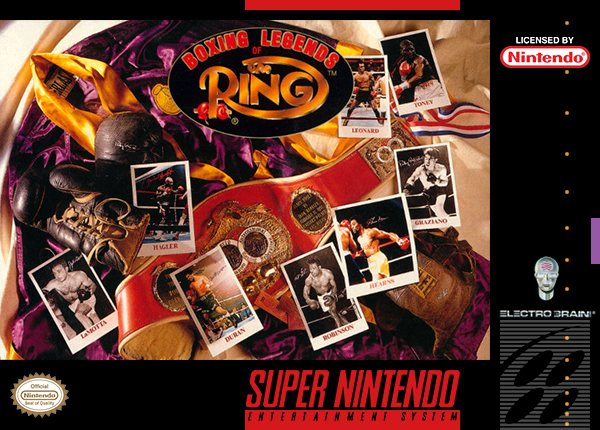 BOXING LEGENDS
OF
THE
RING™
®
LICENSED BY
Nintendo®
LEONARD
TONEY
GRAZIANO
HAGLER
HEARNS
LaMOTTA
DURAN
ROBINSON
ELECTRO BRAIN®
Official
Nintendo
Seal of Quality
SUPER NINTENDO
ENTERTAINMENT SYSTEM